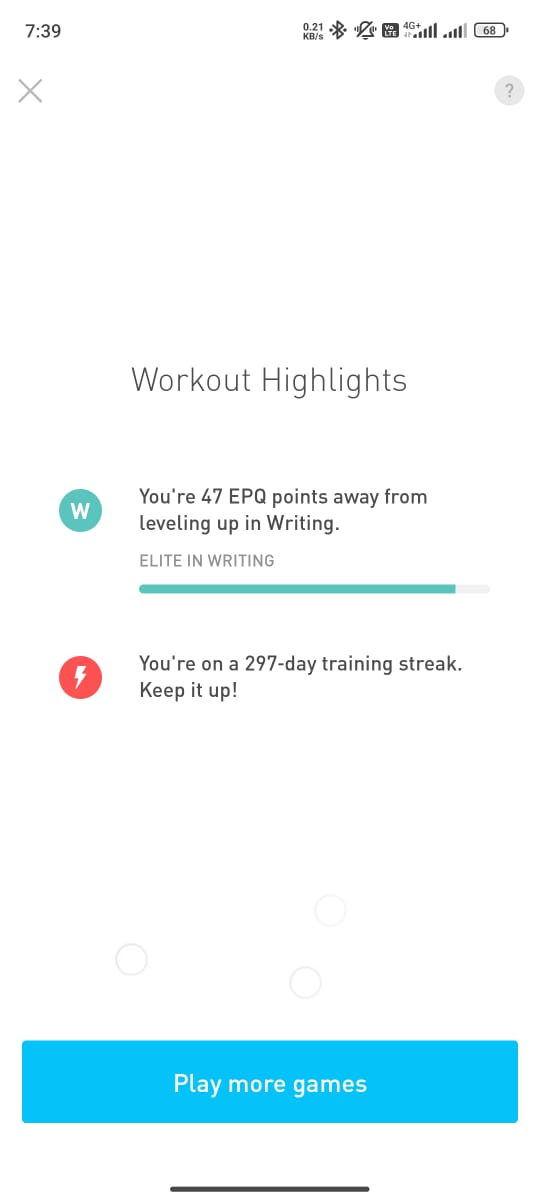 7:39
0.21
KB/s
Vo
LTE
4G+
68
?
Workout Highlights
W
You're 47 EPQ points away from
leveling up in Writing.
ELITE IN WRITING
You're on a 297-day training streak.
Keep it up!
Play more games